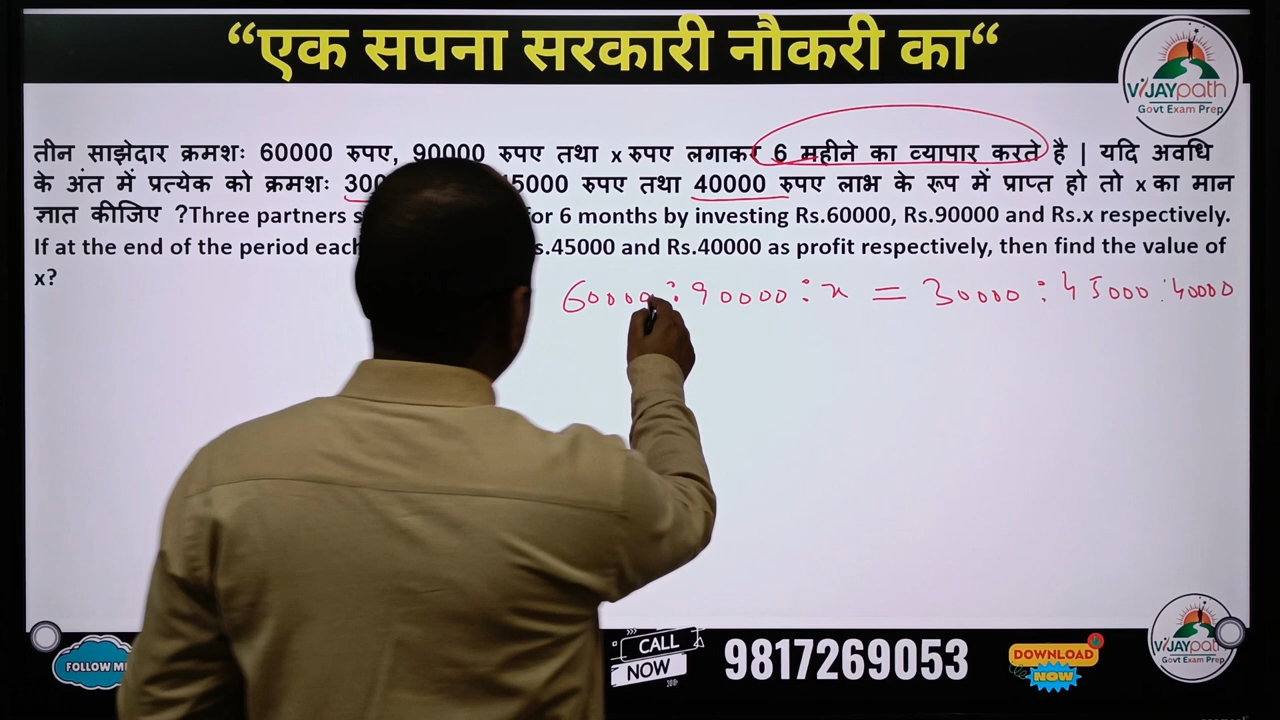 “एक सपना सरकारी नौकरी का“
VIJAYpath
Govt Exam Prep
तीन साझेदार क्रमशः 60000 रुपए, 90000 रुपए तथा x रुपए लगाकर 6 महीने का व्यापार करते है | यदि अवधि
के अंत में प्रत्येक को क्रमशः रुपए तथा 40000 रुपए लाभ के रूप में प्राप्त हो तो x का मान
ज्ञात कीजिए ?Three partners for 6 months by investing Rs.60000, Rs.90000 and Rs.x respectively.
If at the end of the period each and Rs.40000 as profit respectively, then find the value of
x?
60000 : 90000 : x = 30000 : 45000 : 40000
FOLLOW
CALL
NOW
9817269053
DOWNLOAD
NOW
VIJAYpath
Govt Exam Prep